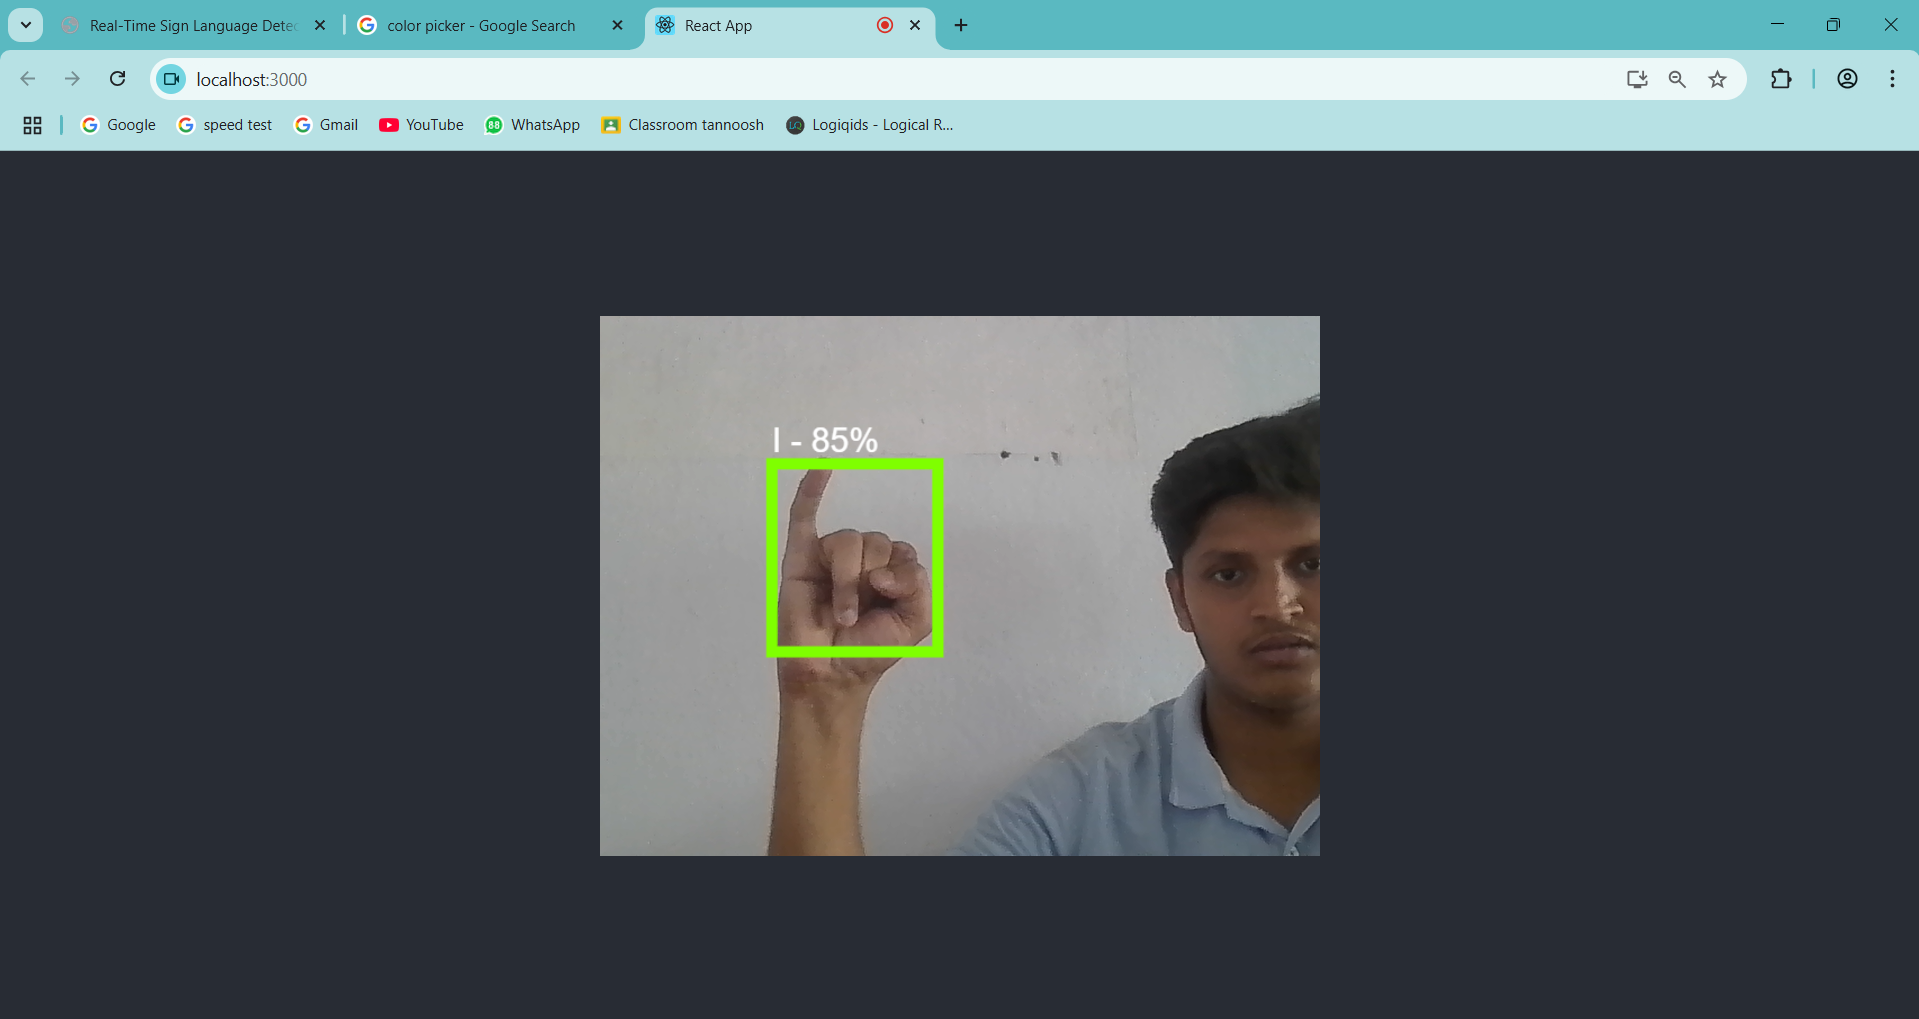 Real-Time Sign Language Detec
color picker - Google Search
React App
localhost:3000
Google
speed test
Gmail
YouTube
88
WhatsApp
Classroom tannoosh
Logiqids - Logical R...
I - 85%